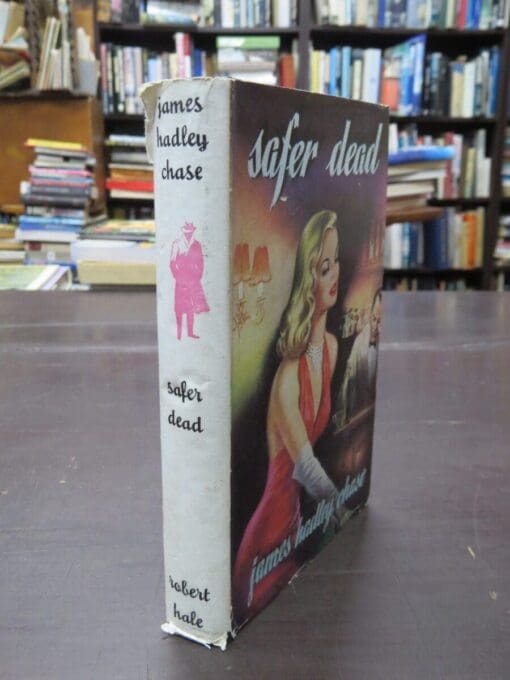 james
hadley
chase
safer
dead
robert
hale
safer dead
james hadley chase